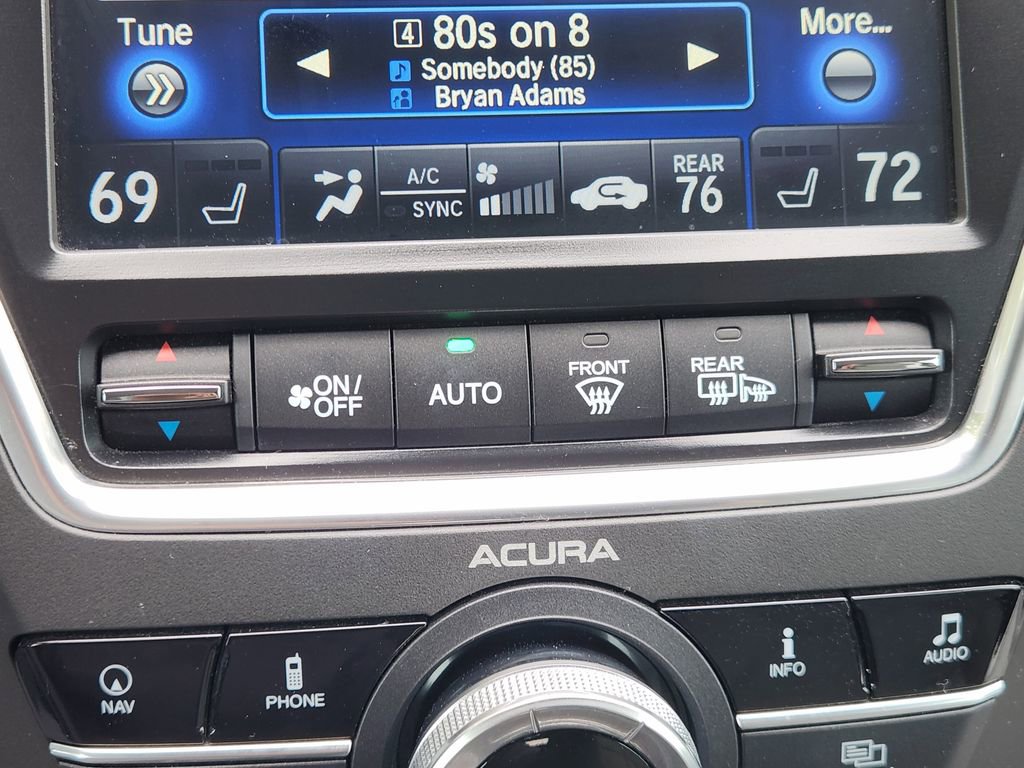 Tune
4 80s on 8
More...
Somebody (85)
Bryan Adams
69
A/C
SYNC
REAR
76
72
ON/
OFF
AUTO
FRONT
REAR
ACURA
NAV
PHONE
INFO
AUDIO